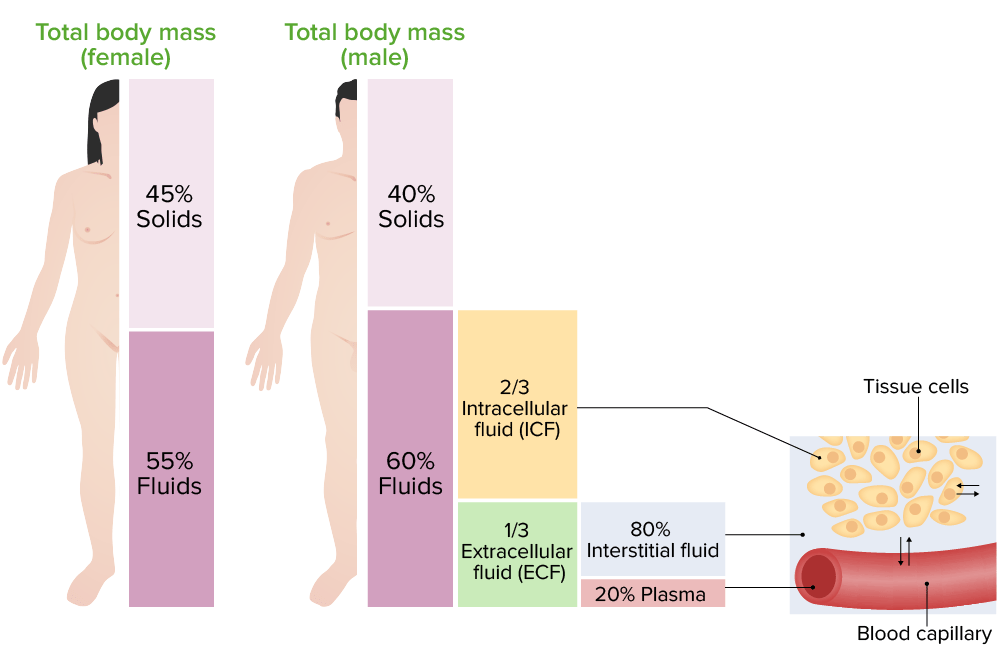 Total body mass
(female)
Total body mass
(male)
45%
Solids
40%
Solids
55%
Fluids
60%
Fluids
2/3
Intracellular
fluid (ICF)
1/3
Extracellular
fluid (ECF)
80%
Interstitial fluid
20% Plasma
Tissue cells
Blood capillary